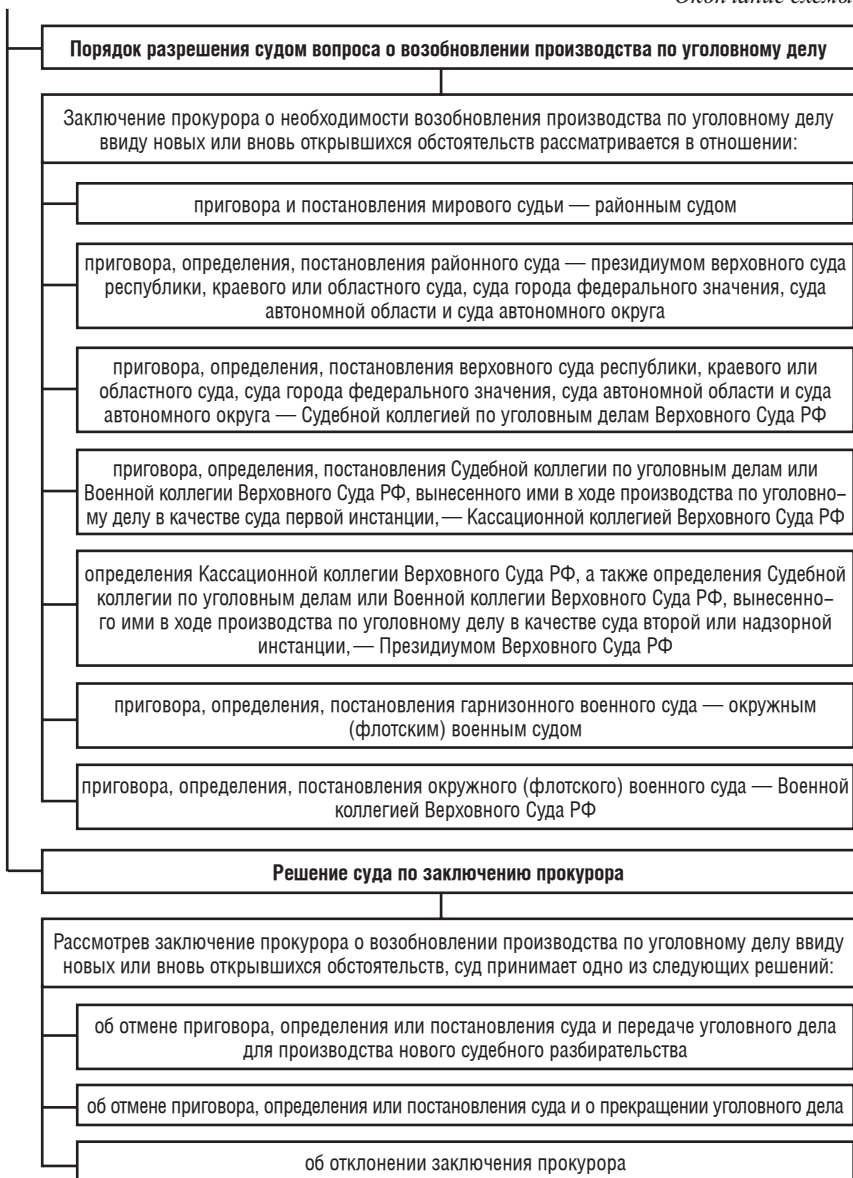 Окончание схемы
Порядок разрешения судом вопроса о возобновлении производства по уголовному делу
Заключение прокурора о необходимости возобновления производства по уголовному делу
ввиду новых или вновь открывшихся обстоятельств рассматривается в отношении:
приговора и постановления мирового судьи — районным судом
приговора, определения, постановления районного суда — президиумом верховного суда
республики, краевого или областного суда, суда города федерального значения, суда
автономной области и суда автономного округа
приговора, определения, постановления верховного суда республики, краевого или
областного суда, суда города федерального значения, суда автономной области и суда
автономного округа — Судебной коллегией по уголовным делам Верховного Суда РФ
приговора, определения, постановления Судебной коллегии по уголовным делам или
Военной коллегии Верховного Суда РФ, вынесенного ими в ходе производства по уголовно-
му делу в качестве суда первой инстанции, — Кассационной коллегией Верховного Суда РФ
определения Кассационной коллегии Верховного Суда РФ, а также определения Судебной
коллегии по уголовным делам или Военной коллегии Верховного Суда РФ, вынесенно-
го ими в ходе производства по уголовному делу в качестве суда второй или надзорной
инстанции, — Президиумом Верховного Суда РФ
приговора, определения, постановления гарнизонного военного суда — окружным
(флотским) военным судом
приговора, определения, постановления окружного (флотского) военного суда — Военной
коллегией Верховного Суда РФ
Решение суда по заключению прокурора
Рассмотрев заключение прокурора о возобновлении производства по уголовному делу ввиду
новых или вновь открывшихся обстоятельств, суд принимает одно из следующих решений:
об отмене приговора, определения или постановления суда и передаче уголовного дела
для производства нового судебного разбирательства
об отмене приговора, определения или постановления суда и о прекращении уголовного дела
об отклонении заключения прокурора